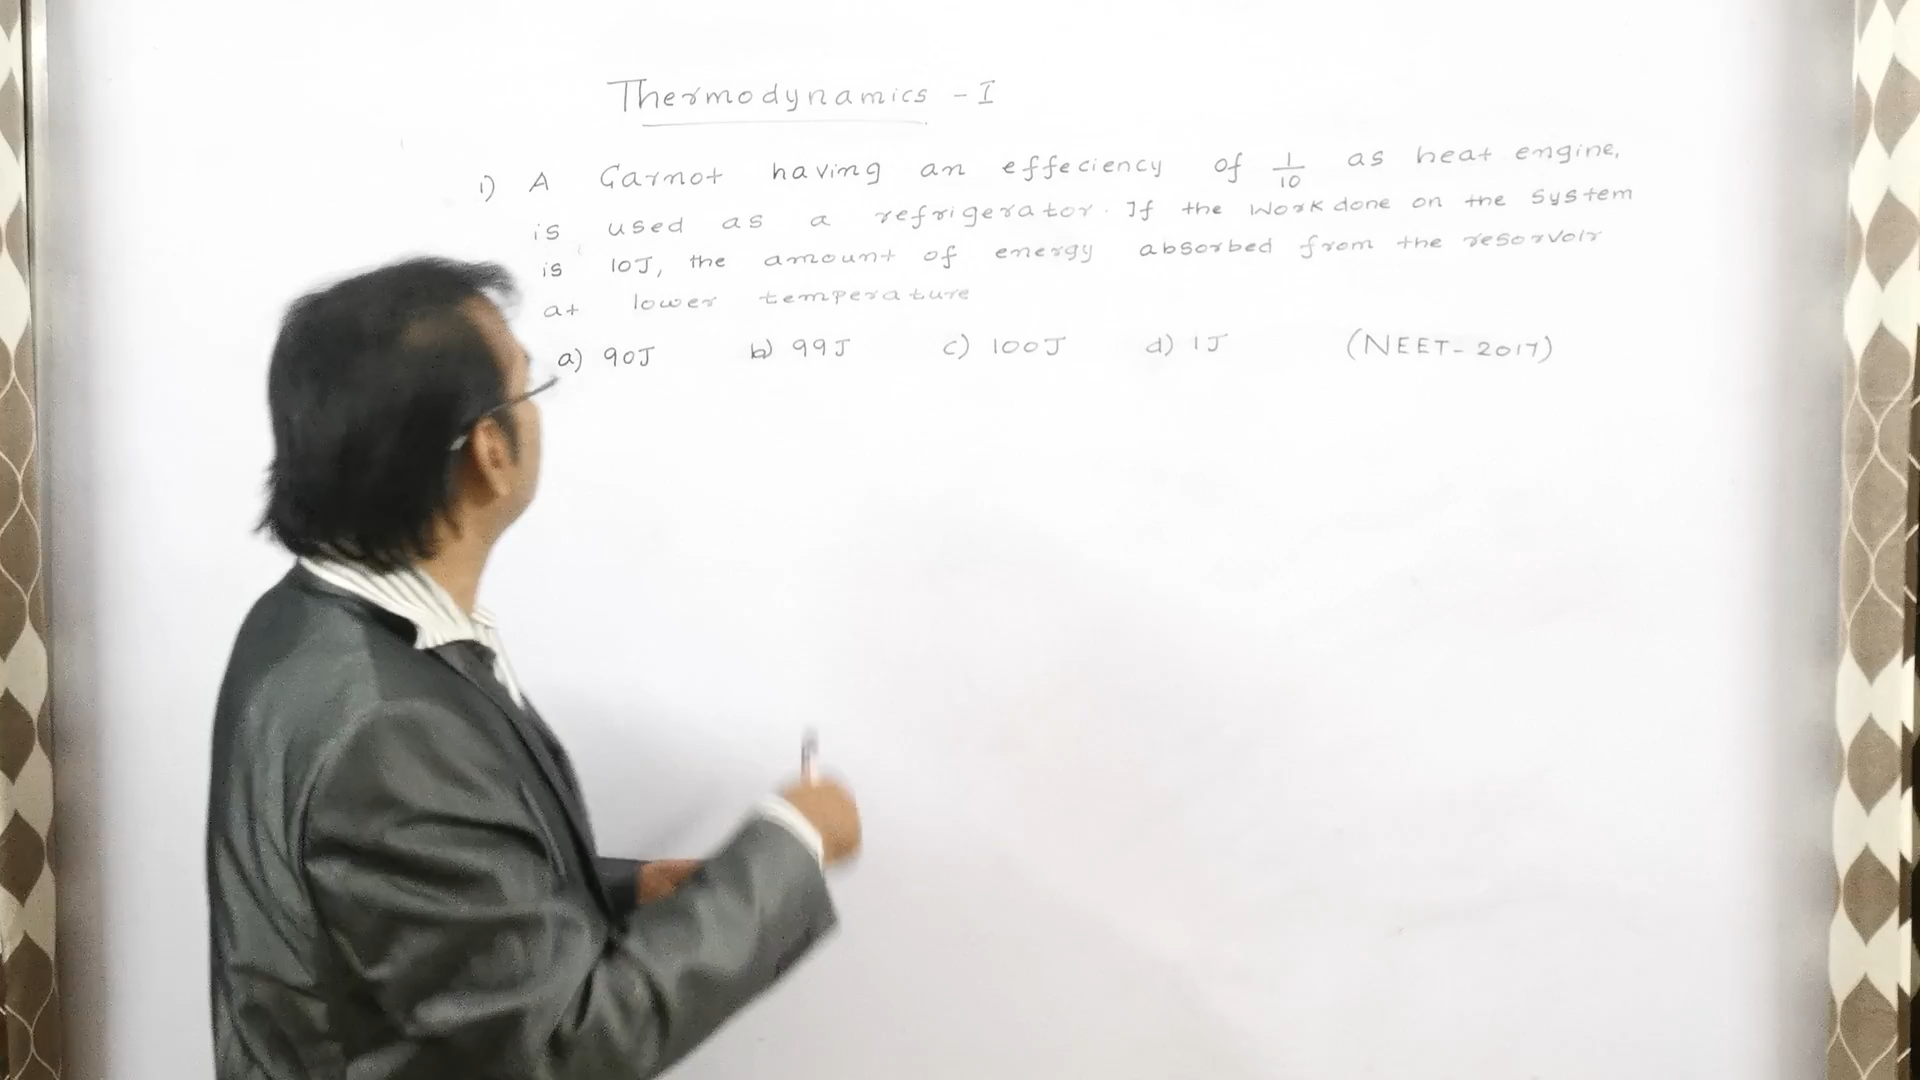 Thermodynamics - I
1) A Carnot having an effeciency of 1/10 as heat engine,
is used as a refrigerator. If the Work done on the System
is 10J, the amount of energy absorbed from the resorvoir
at lower temperature
a) 90J b) 99J c) 100J d) 1J (NEET-2017)